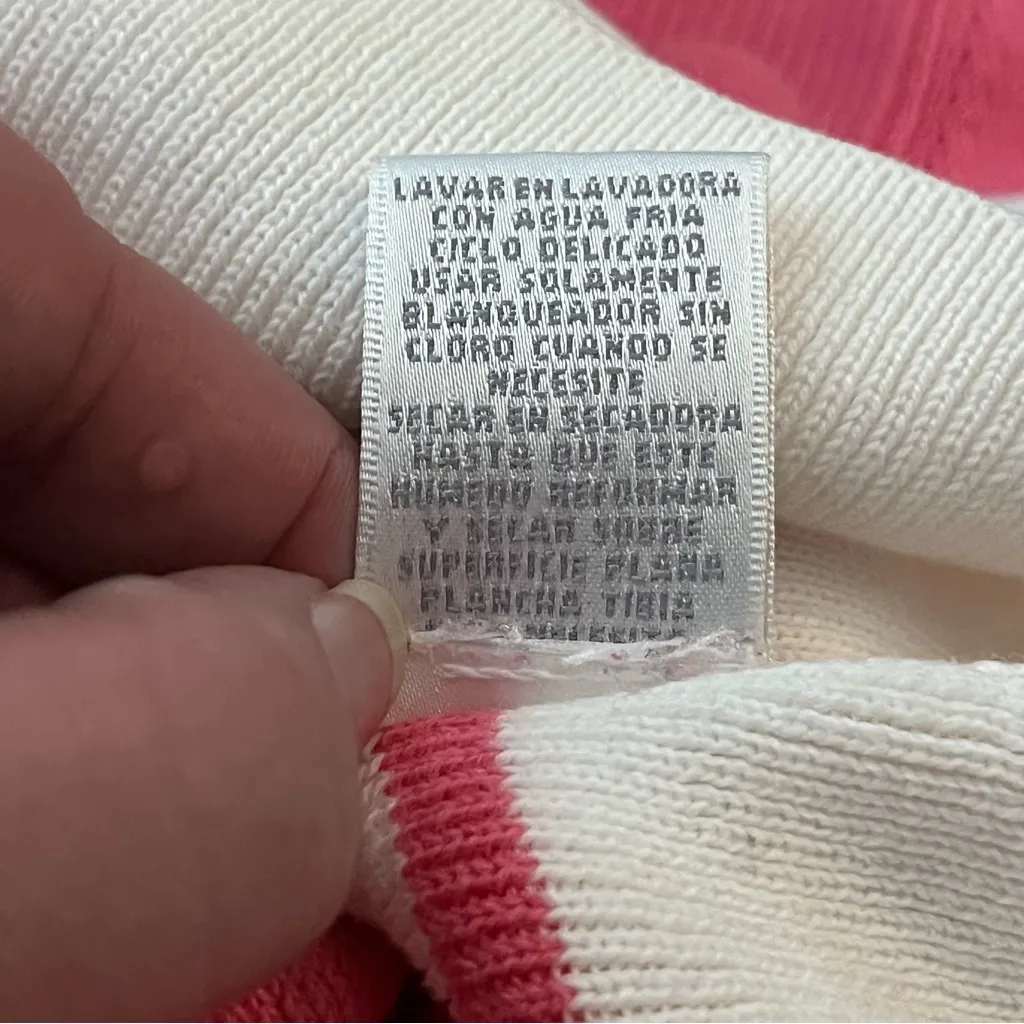 LAVAR EN LAVADORA
CON AGUA FRIA
CICLO DELICADO
USAR SOLAMENTE
BLANQUEADOR SIN
CLORO CUANDO SE
NECESITE
SECAR EN SECADORA
HASTA QUE ESTE
HUMEDO REFORMAR
Y SECAR SOBRE
SUPERFICIE PLANA
PLANCHA TIBIA